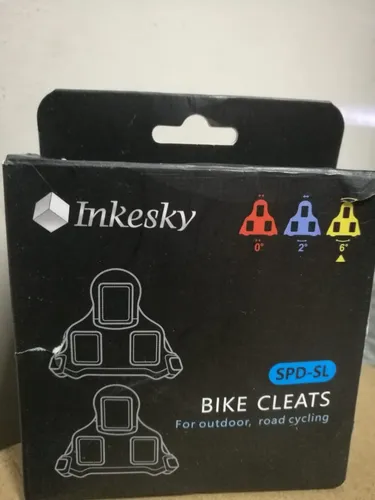 Inkesky
0° 2° 6°
SPD-SL
BIKE CLEATS
For outdoor, road cycling